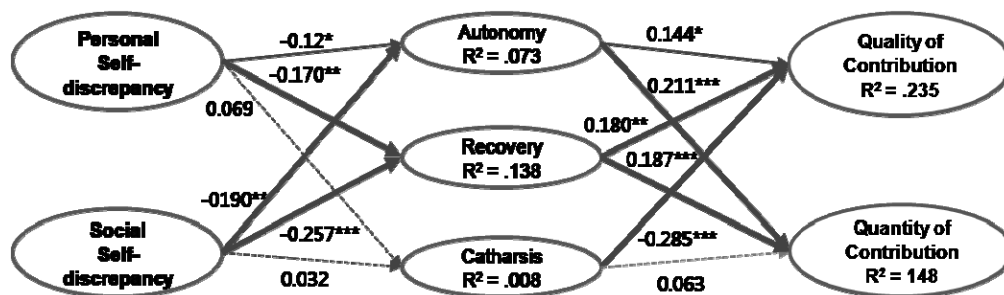 Personal
Self-
discrepancy
-0.12*
-0.170**
0.069
Autonomy
R² = .073
0.144*
0.211***
Quality of
Contribution
R² = .235
0.180**
Recovery
R² = .138
0.187***
-0190**
-0.257***
0.032
Social
Self-
discrepancy
Catharsis
R² = .008
-0.285***
0.063
Quantity of
Contribution
R² = 148